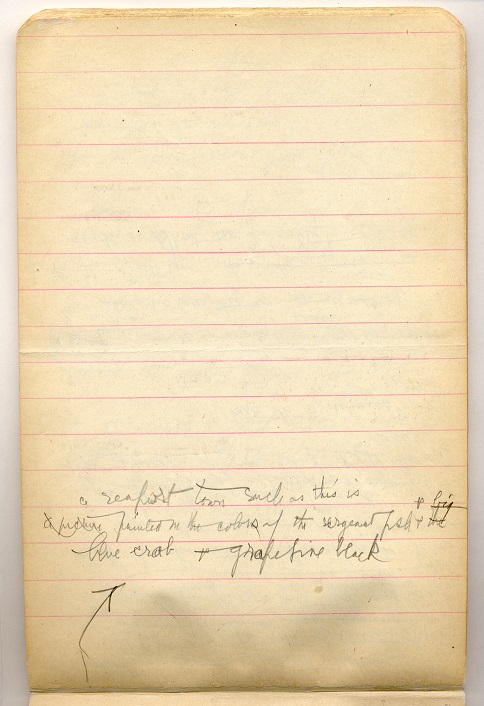 a seaport town such as this is
a picture painted in the colors of the sergeant fish & the
blue crab & grapevine black